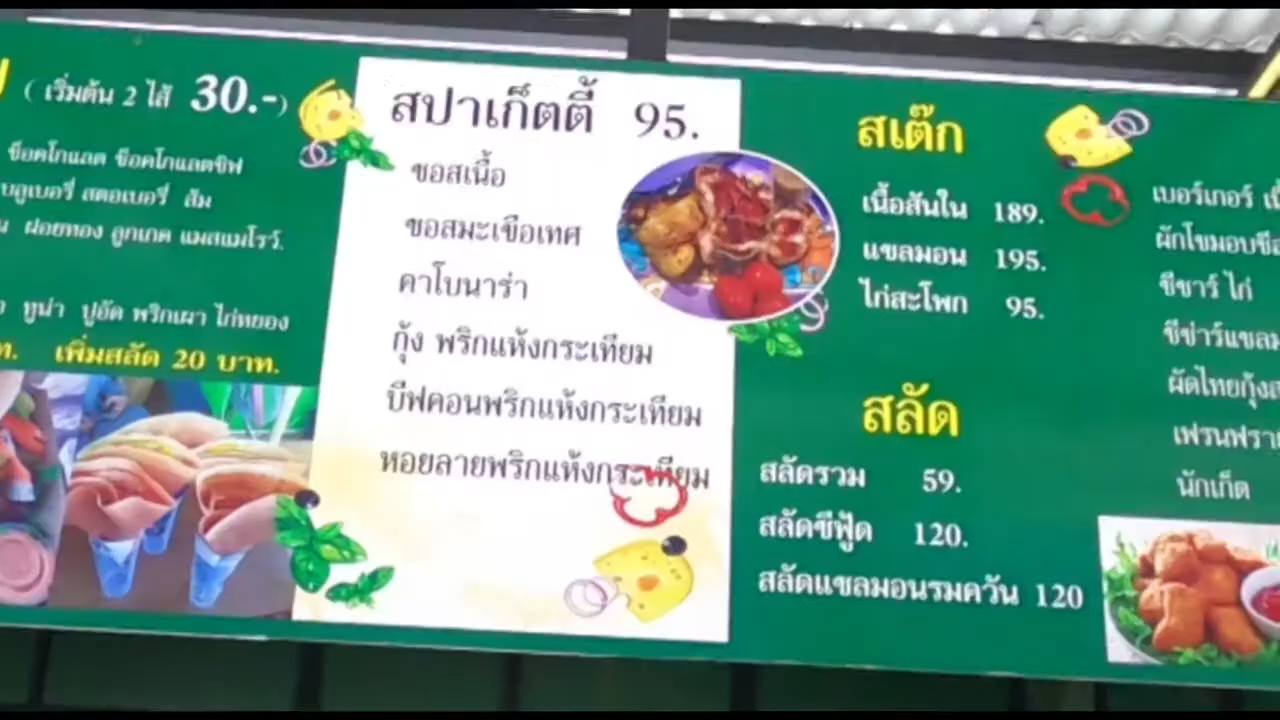 ( เริ่มต้น 2 ไส้ 30.-)
ช็อคโกแลต ช็อคโกแลตชิฟ
บลูเบอรี่ สตอเบอรี่ ส้ม
ฝอยทอง ลูกเกต แมสแมโรว์.
ทูน่า ปูอัด พริกเผา ไก่หยอง
เพิ่มสลัด 20 บาท.
สปาเก็ตตี้ 95.
ซอสเนื้อ
ซอสมะเขือเทศ
คาโบนาร่า
กุ้ง พริกแห้งกระเทียม
บีฟคอนพริกแห้งกระเทียม
หอยลายพริกแห้งกระเทียม
สเต๊ก
เนื้อสันใน 189.
แซลมอน 195.
ไก่สะโพก 95.
สลัด
สลัดรวม 59.
สลัดซีฟู้ด 120.
สลัดแซลมอนรมควัน 120
เบอร์เกอร์
ผักโขมอบชีส
ซีซาร์ ไก่
ซีซ่าร์แซลม
ผัดไทยกุ้ง
เฟรนฟราย
นักเก็ต